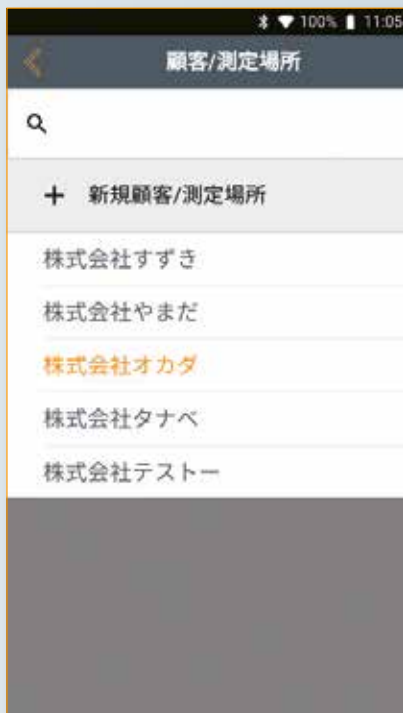 100% 11:05
顧客/測定場所
+ 新規顧客/測定場所
株式会社すずき
株式会社やまだ
株式会社オカダ
株式会社タナベ
株式会社テストー